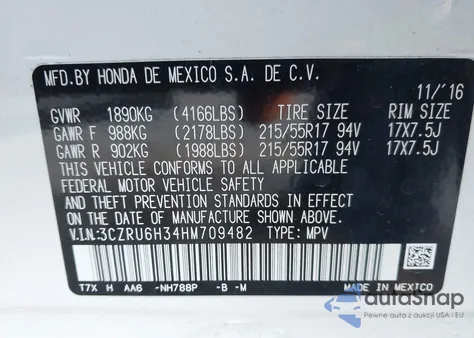 MFD.BY HONDA DE MEXICO S.A. DE C.V.
11/'16
GVWR 1890KG (4166LBS) TIRE SIZE RIM SIZE
GAWR F 988KG (2178LBS) 215/55R17 94V 17X7.5J
GAWR R 902KG (1988LBS) 215/55R17 94V 17X7.5J
THIS VEHICLE CONFORMS TO ALL APPLICABLE
FEDERAL MOTOR VEHICLE SAFETY
AND THEFT PREVENTION STANDARDS IN EFFECT
ON THE DATE OF MANUFACTURE SHOWN ABOVE.
V.I.N:3CZRU6H34HM709482 TYPE: MPV
T7X H AA6 -NH788P -B -M MADE IN MEXICO
autoSnap
Pewne auta z aukcji w USA i EU